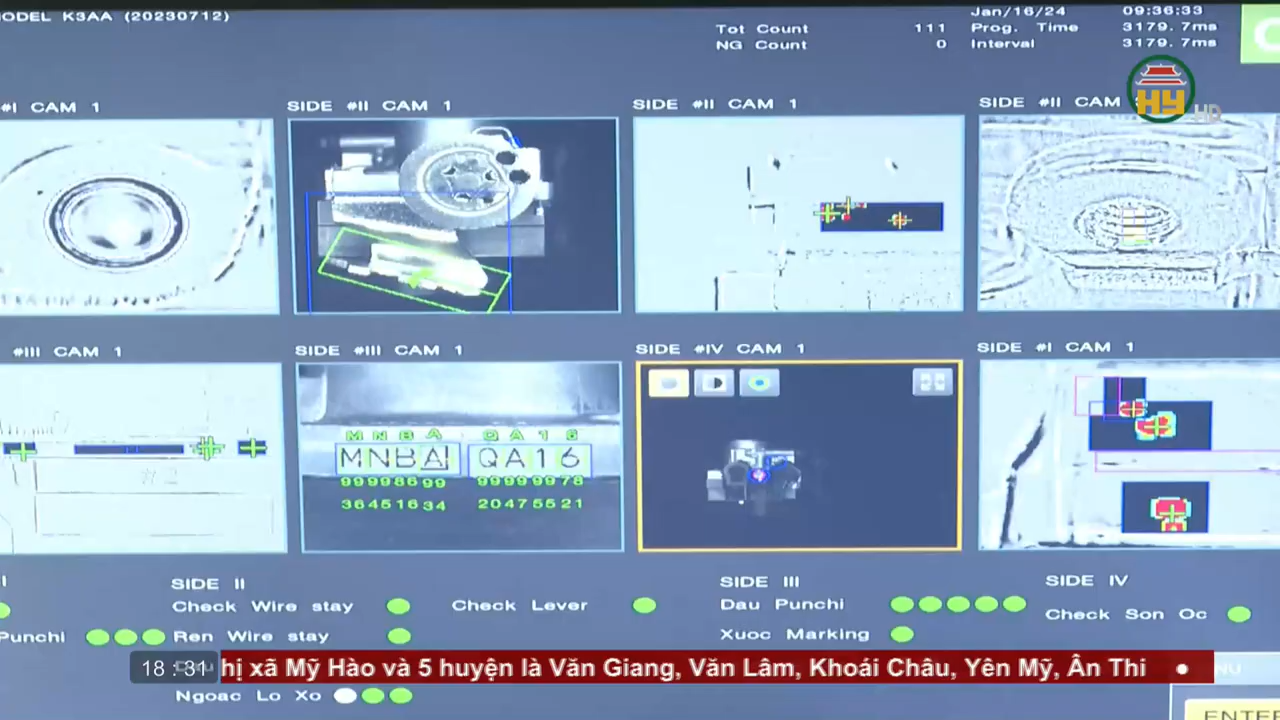 ODEL K3AA (20230712)
Tot Count 111
NG Count 0
Jan/16/24 09:36:33
Prog. Time 3179.7ms
Interval 3179.7ms
HY HD
#I CAM 1
SIDE #II CAM 1
SIDE #II CAM 1
SIDE #II CAM
#III CAM 1
SIDE #III CAM 1
SIDE #IV CAM 1
SIDE #I CAM 1
#2
MNBA QA16
MNBA QA16
99998699 99999978
36451634 20475521
SIDE II
Check Wire stay
Check Lever
Punchi
Ren Wire stay
Ngoac Lo Xo
SIDE III
Dau Punchi
Xuoc Marking
SIDE IV
Check Son Oc
18:31
hị xã Mỹ Hào và 5 huyện là Văn Giang, Văn Lâm, Khoái Châu, Yên Mỹ, Ân Thi
NU
ENTER